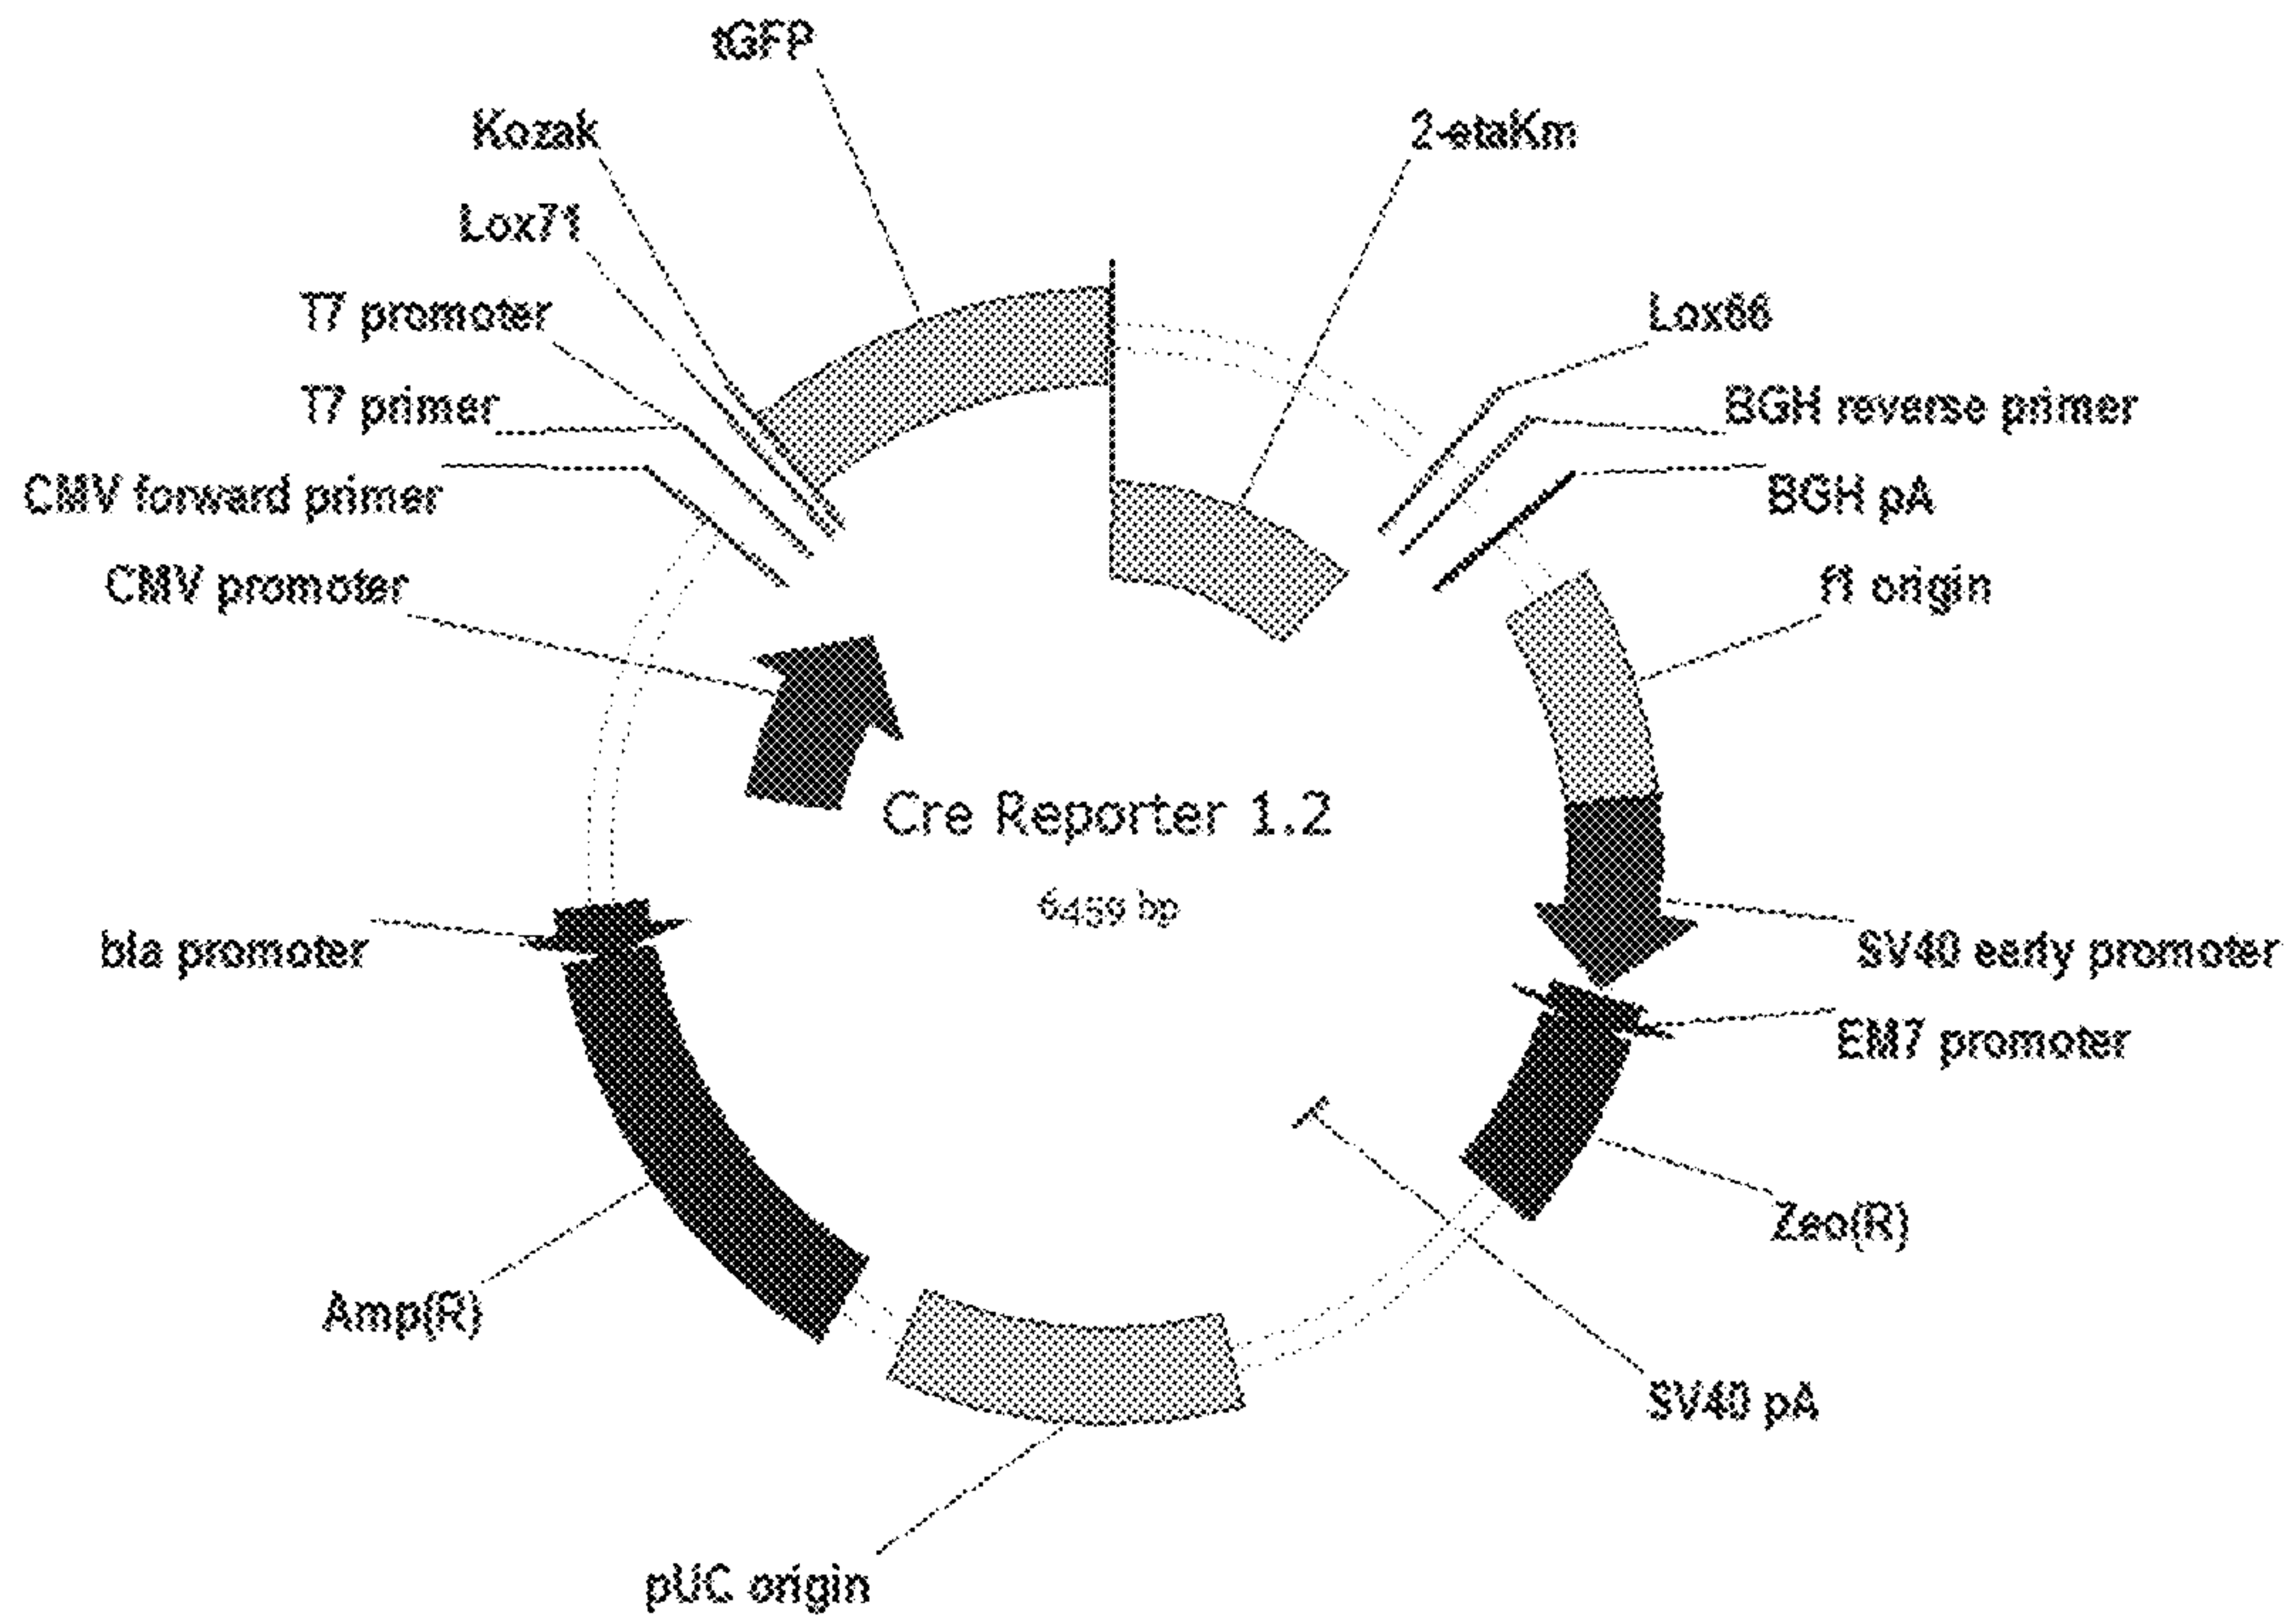 tGFP
Kozak
2-ataKm
Lox71
T7 promoter
Lox66
T7 primer
BGH reverse primer
CMV forward primer
BGH pA
CMV promoter
f1 origin
Cre Reporter 1.2
6459 bp
bla promoter
SV40 early promoter
EM7 promoter
Zeo(R)
Amp(R)
SV40 pA
pUC origin